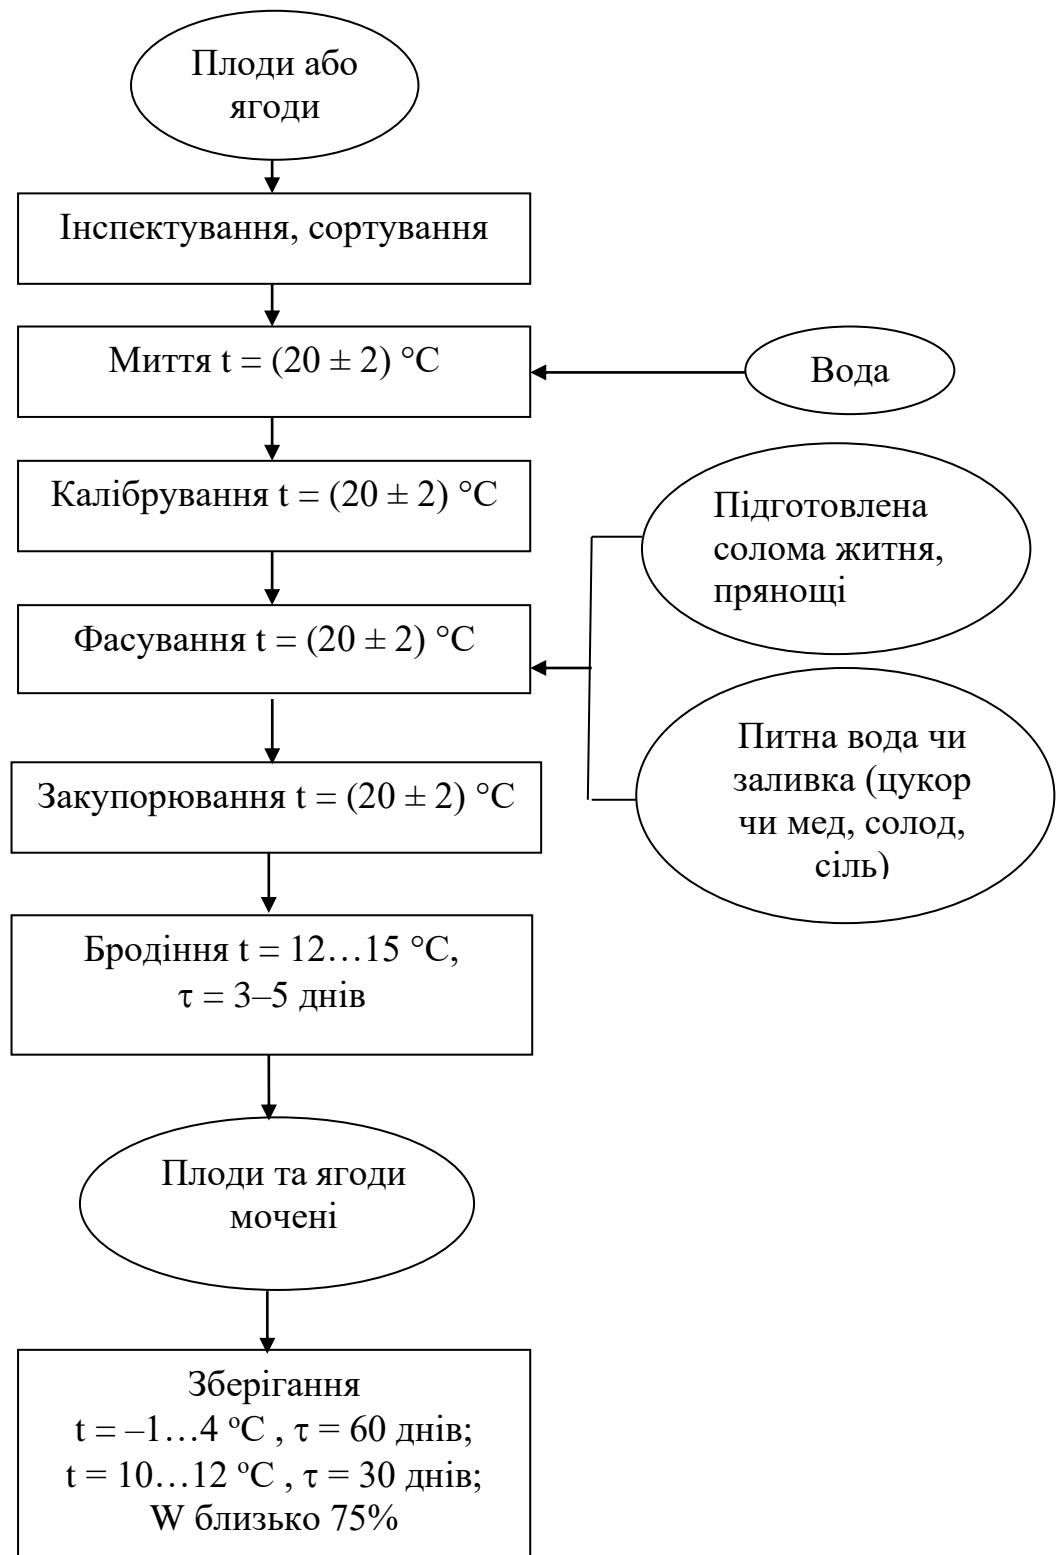 Плоди або
ягоди
Інспектування, сортування
Миття t = (20 ± 2) °С
Вода
Калібрування t = (20 ± 2) °С
Підготовлена
солома житня,
прянощі
Фасування t = (20 ± 2) °С
Питна вода чи
заливка (цукор
чи мед, солод,
сіль)
Закупорювання t = (20 ± 2) °С
Бродіння t = 12…15 °С,
τ = 3–5 днів
Плоди та ягоди
мочені
Зберігання
t = –1…4 ºС , τ = 60 днів;
t = 10…12 ºС , τ = 30 днів;
W близько 75%